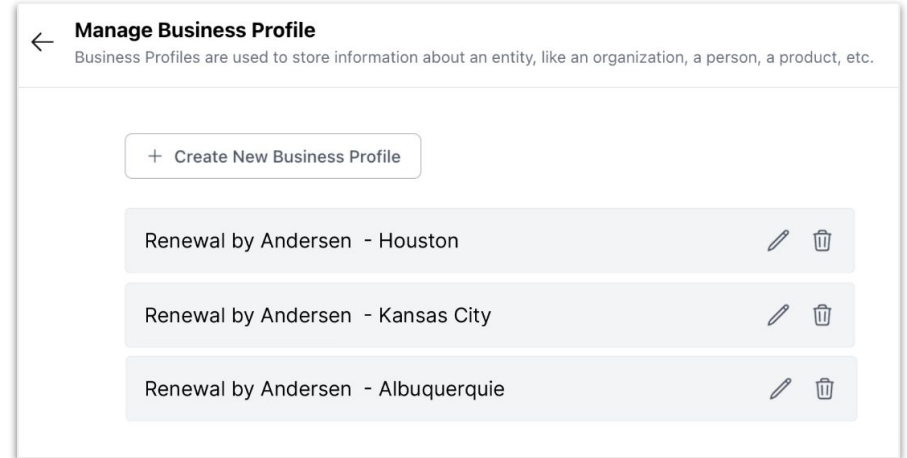 Manage Business Profile
Business Profiles are used to store information about an entity, like an organization, a person, a product, etc.
+ Create New Business Profile
Renewal by Andersen - Houston
Renewal by Andersen - Kansas City
Renewal by Andersen - Albuquerquie